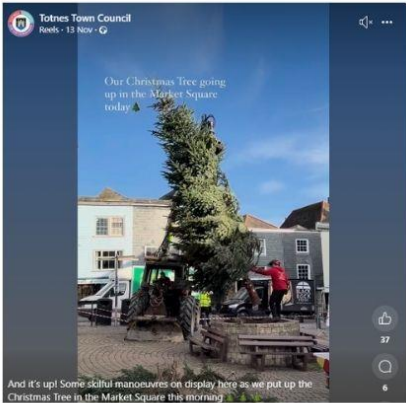 Totnes Town Council
Reels · 13 Nov ·
Our Christmas Tree going
up in the Market Square
today🌲
37
6
And it's up! Some skilful manoeuvres on display here as we put up the
Christmas Tree in the Market Square this morning🌲🌲🌲